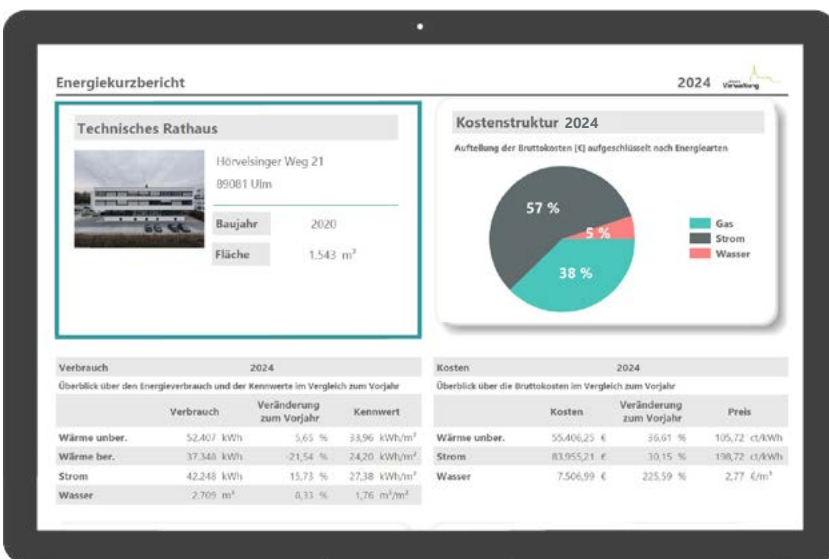 Energiekurzbericht
2024
Verwaltung
Technisches Rathaus
Hörvelsinger Weg 21
89081 Ulm
Baujahr 2020
Fläche 1.543 m²
Kostenstruktur 2024
Aufteilung der Bruttokosten [€] aufgeschlüsselt nach Energiearten
57 %
5 %
38 %
Gas
Strom
Wasser
Verbrauch 2024
Überblick über den Energieverbrauch und der Kennwerte im Vergleich zum Vorjahr
Verbrauch Veränderung zum Vorjahr Kennwert
Wärme unber. 52.407 kWh 5,65 % 33,96 kWh/m²
Wärme ber. 37.348 kWh -21,54 % 24,20 kWh/m²
Strom 42.248 kWh 15,73 % 27,38 kWh/m²
Wasser 2.709 m³ 8,33 % 1,76 m³/m²
Kosten 2024
Überblick über die Bruttokosten im Vergleich zum Vorjahr
Kosten Veränderung zum Vorjahr Preis
Wärme unber. 55.406,25 € 36,61 % 105,72 ct/kWh
Strom 83.955,21 € 30,15 % 198,72 ct/kWh
Wasser 7.506,99 € 225,59 % 2,77 €/m³